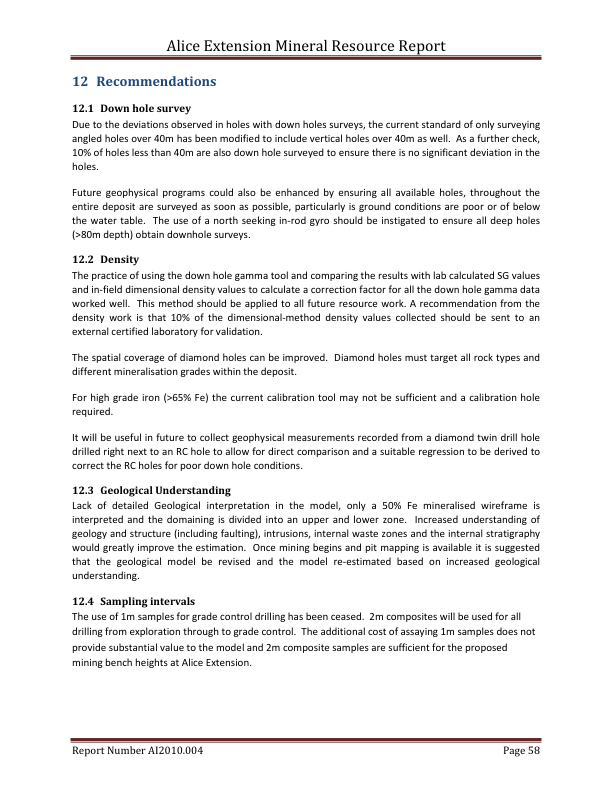 Alice Extension Mineral Resource Report
12 Recommendations
12.1 Down hole survey
Due to the deviations observed in holes with down holes surveys, the current standard of only surveying
angled holes over 40m has been modified to include vertical holes over 40m as well. As a further check,
10% of holes less than 40m are also down hole surveyed to ensure there is no significant deviation in the
holes.
Future geophysical programs could also be enhanced by ensuring all available holes, throughout the
entire deposit are surveyed as soon as possible, particularly is ground conditions are poor or of below
the water table. The use of a north seeking in-rod gyro should be instigated to ensure all deep holes
(>80m depth) obtain downhole surveys.
12.2 Density
The practice of using the down hole gamma tool and comparing the results with lab calculated SG values
and in-field dimensional density values to calculate a correction factor for all the down hole gamma data
worked well. This method should be applied to all future resource work. A recommendation from the
density work is that 10% of the dimensional-method density values collected should be sent to an
external certified laboratory for validation.
The spatial coverage of diamond holes can be improved. Diamond holes must target all rock types and
different mineralisation grades within the deposit.
For high grade iron (>65% Fe) the current calibration tool may not be sufficient and a calibration hole
required.
It will be useful in future to collect geophysical measurements recorded from a diamond twin drill hole
drilled right next to an RC hole to allow for direct comparison and a suitable regression to be derived to
correct the RC holes for poor down hole conditions.
12.3 Geological Understanding
Lack of detailed Geological interpretation in the model, only a 50% Fe mineralised wireframe is
interpreted and the domaining is divided into an upper and lower zone. Increased understanding of
geology and structure (including faulting), intrusions, internal waste zones and the internal stratigraphy
would greatly improve the estimation. Once mining begins and pit mapping is available it is suggested
that the geological model be revised and the model re-estimated based on increased geological
understanding.
12.4 Sampling intervals
The use of 1m samples for grade control drilling has been ceased. 2m composites will be used for all
drilling from exploration through to grade control. The additional cost of assaying 1m samples does not
provide substantial value to the model and 2m composite samples are sufficient for the proposed
mining bench heights at Alice Extension.
Report Number AI2010.004 Page 58